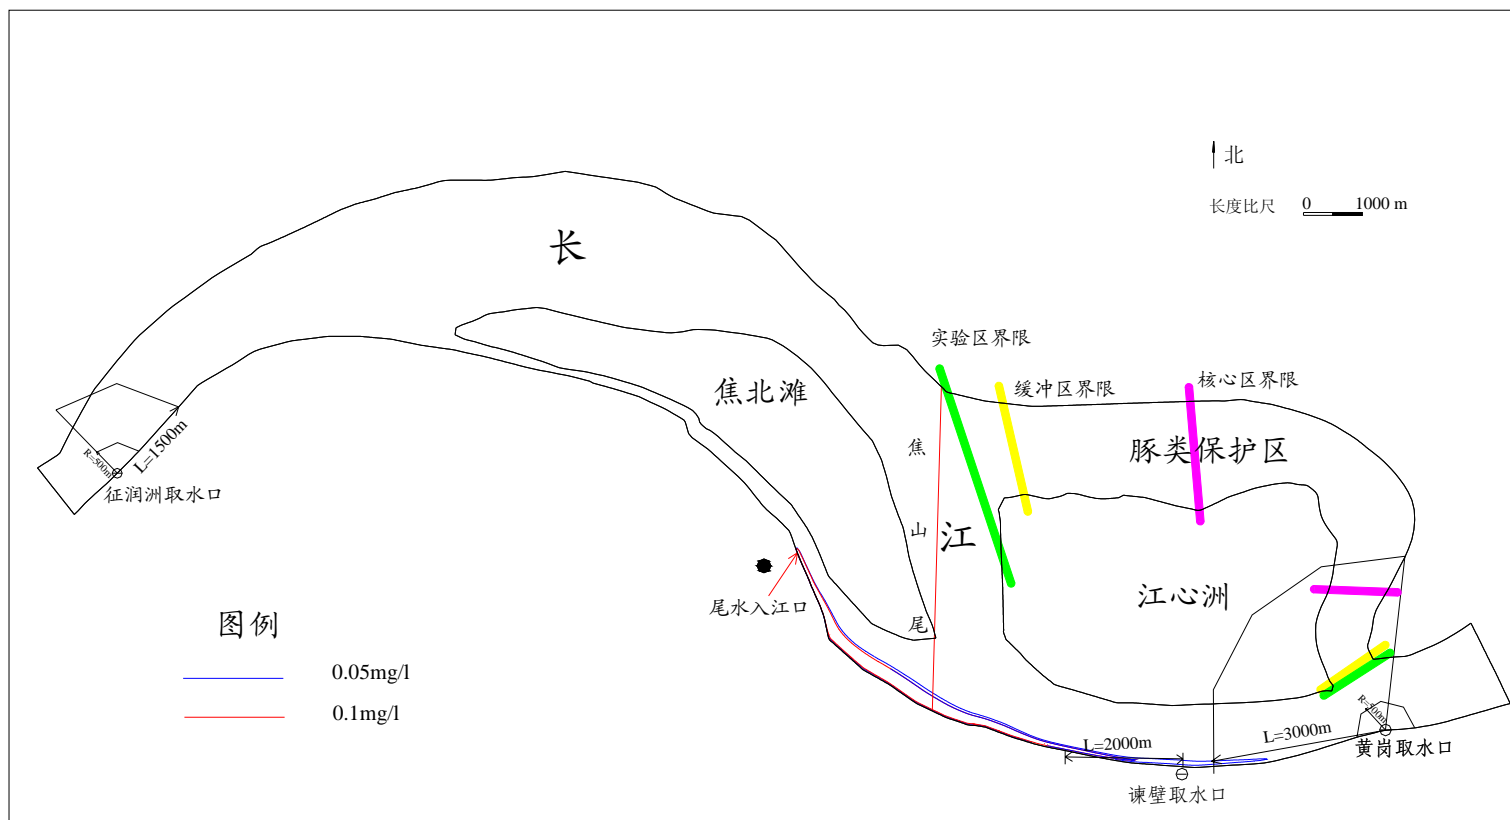 北
长度比尺 0 1000 m
长
实验区界限
缓冲区界限
核心区界限
焦北滩
焦山尾
豚类保护区
R=500m
L=1500m
征润洲取水口
江
江心洲
尾水入江口
图例
0.05mg/l
0.1mg/l
R=500m
L=2000m
L=3000m
黄岗取水口
谏壁取水口